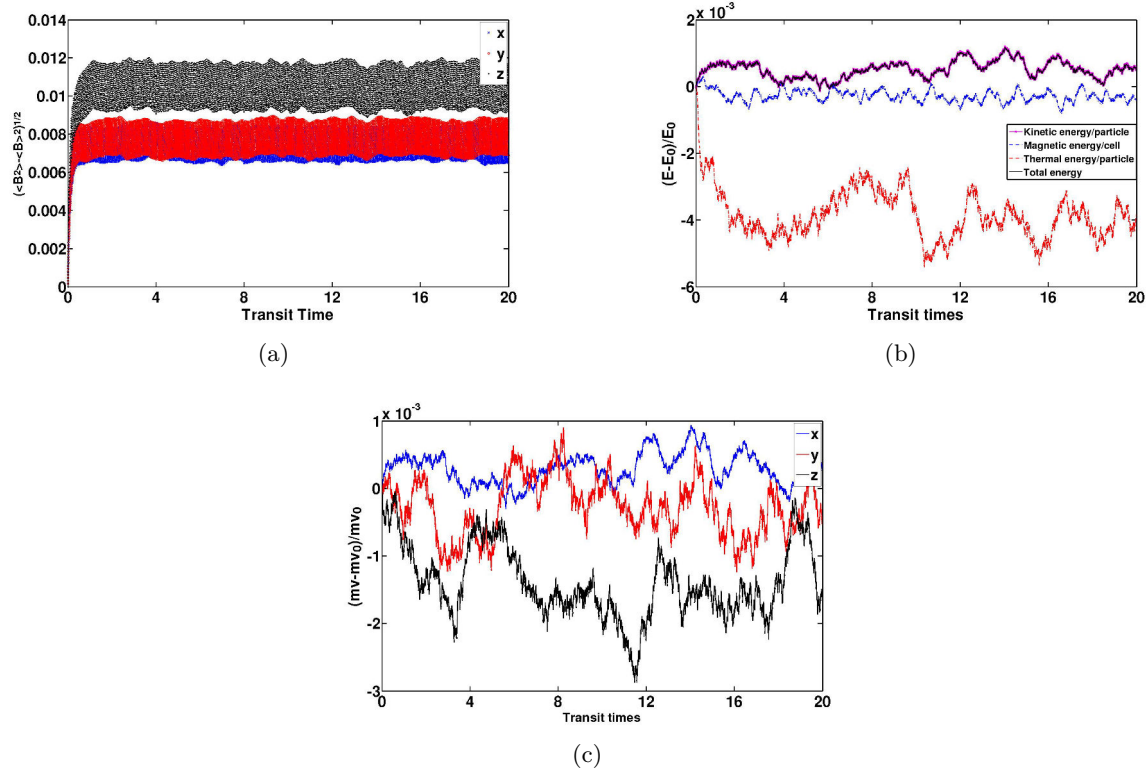 0.014
0.012
0.01
0.008
0.006
0.004
0.002
0
(<B²>-<B>2)^1/2
0 4 8 12 16 20
Transit Time
x
y
z
(a)
2 x 10⁻³
0
-2
-4
-6
(E-E₀)/E₀
0 4 8 12 16 20
Transit times
Kinetic energy/particle
Magnetic energy/cell
Thermal energy/particle
Total energy
(b)
1 x 10⁻³
0
-1
-2
-3
(mv-mv₀)/mv₀
0 4 8 12 16 20
Transit times
x
y
z
(c)